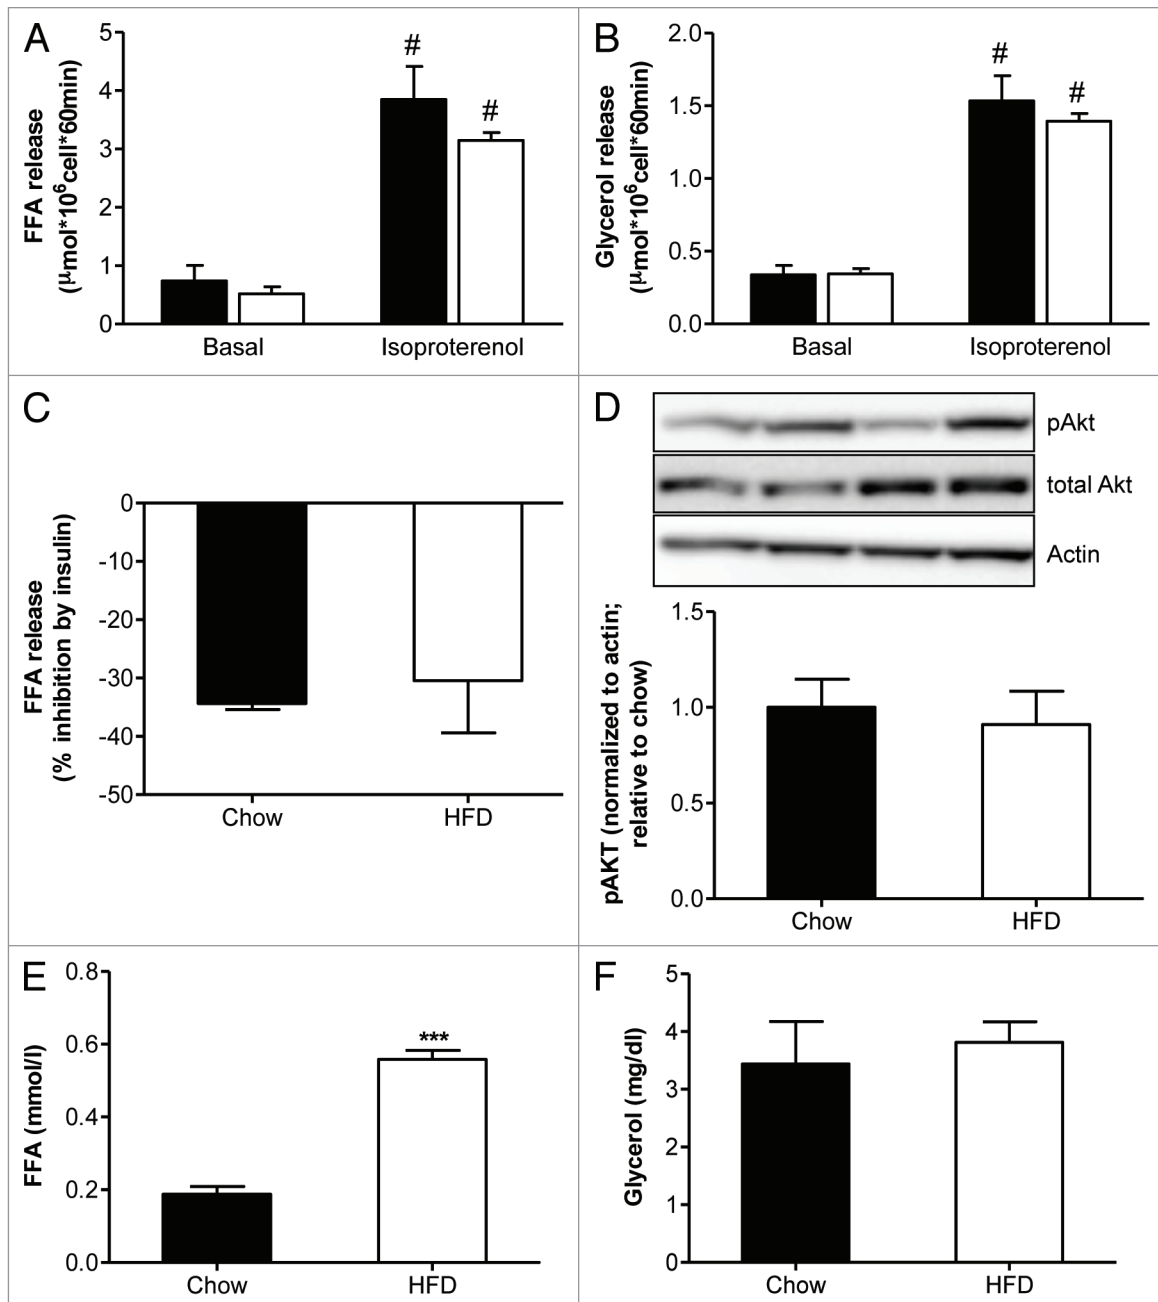 A
FFA release
(μmol*10⁶cell*60min)
5
4
3
2
1
0
#
#
Basal
Isoproterenol
B
Glycerol release
(μmol*10⁶cell*60min)
2.0
1.5
1.0
0.5
0.0
#
#
Basal
Isoproterenol
C
FFA release
(% inhibition by insulin)
0
-10
-20
-30
-40
-50
Chow
HFD
D
pAkt
total Akt
Actin
pAKT (normalized to actin;
relative to chow)
1.5
1.0
0.5
0.0
Chow
HFD
E
FFA (mmol/l)
0.8
0.6
0.4
0.2
0.0
***
Chow
HFD
F
Glycerol (mg/dl)
5
4
3
2
1
0
Chow
HFD